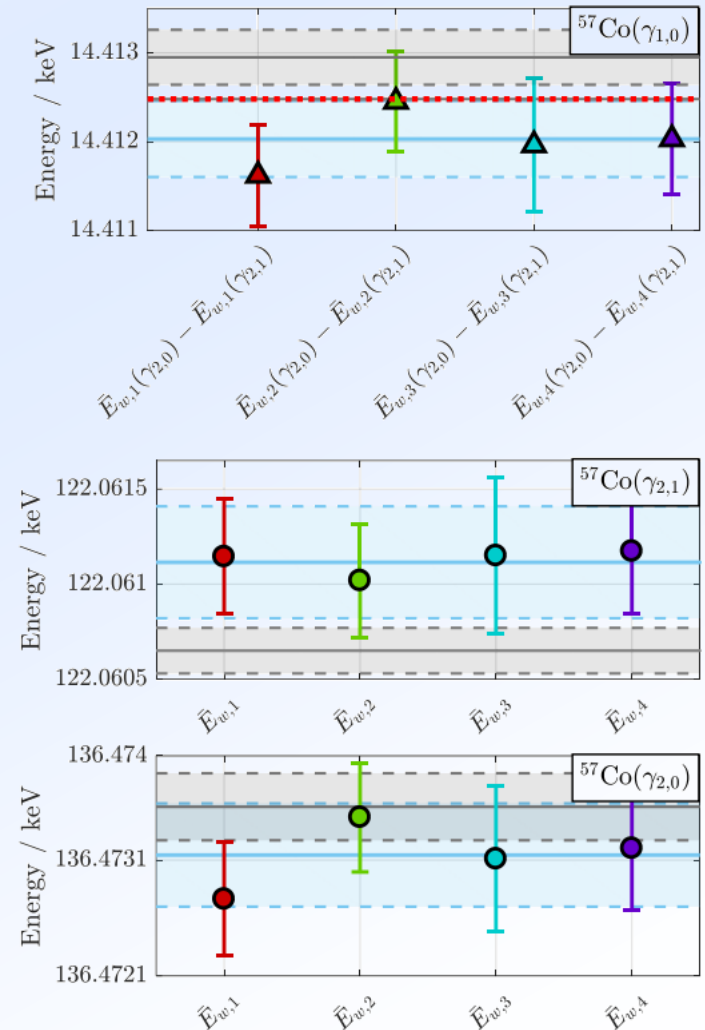 ⁵⁷Co(γ₁,₀)
14.413
14.412
14.411
Energy / keV
Ē_w,1(γ₂,₀) − Ē_w,1(γ₂,₁)
Ē_w,2(γ₂,₀) − Ē_w,2(γ₂,₁)
Ē_w,3(γ₂,₀) − Ē_w,3(γ₂,₁)
Ē_w,4(γ₂,₀) − Ē_w,4(γ₂,₁)
⁵⁷Co(γ₂,₁)
122.0615
122.061
122.0605
Energy / keV
Ē_w,1
Ē_w,2
Ē_w,3
Ē_w,4
⁵⁷Co(γ₂,₀)
136.474
136.4731
136.4721
Energy / keV
Ē_w,1
Ē_w,2
Ē_w,3
Ē_w,4